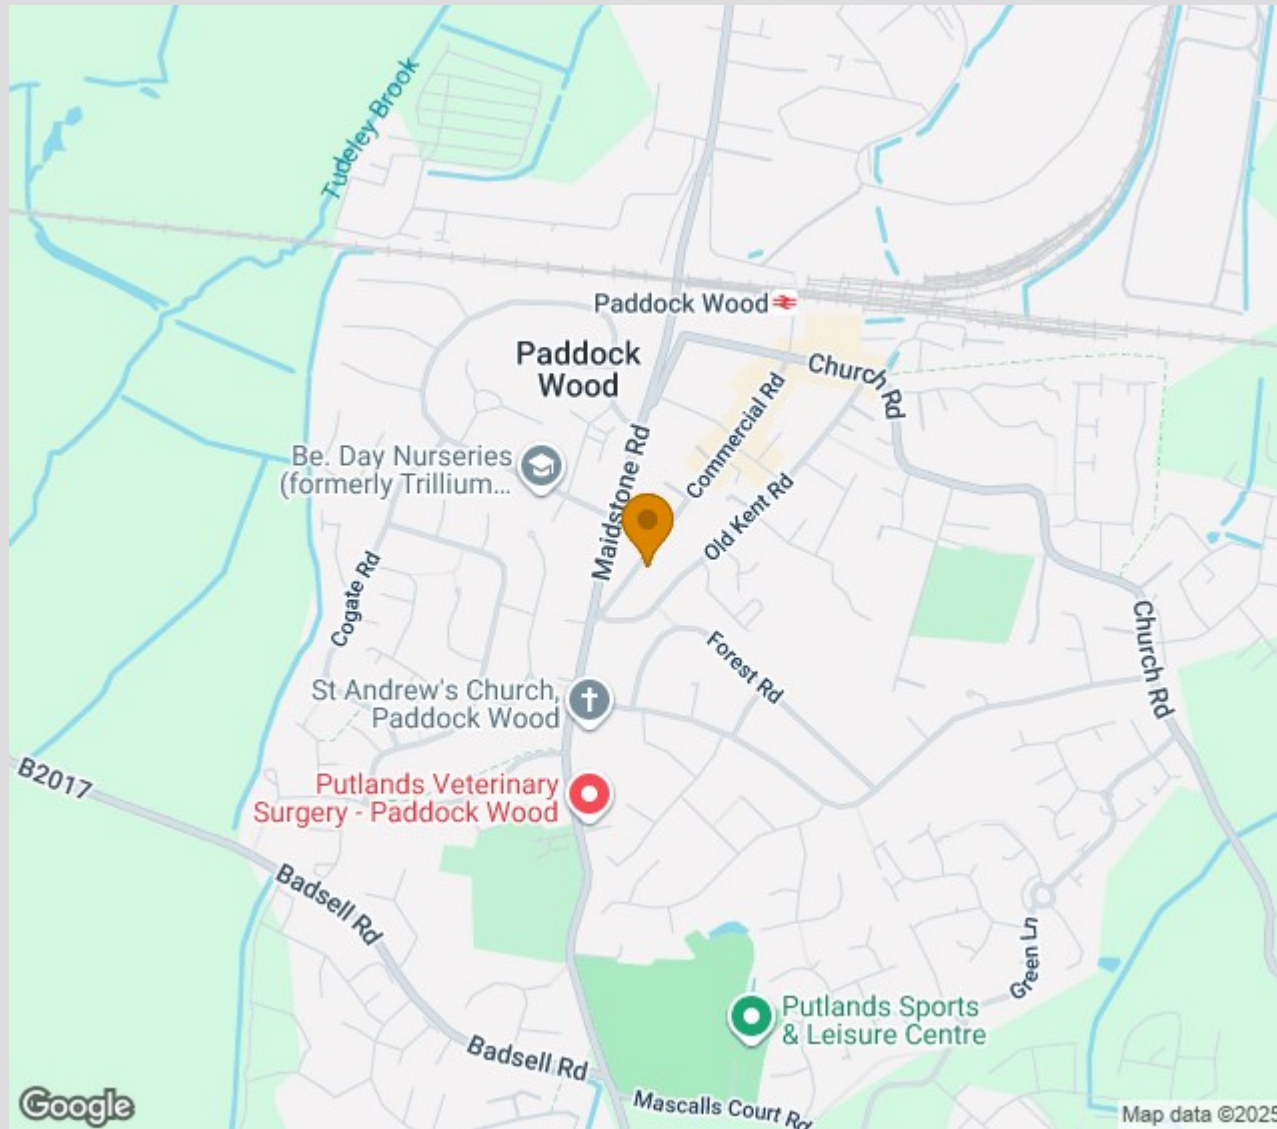 Tudeley Brook
Paddock Wood
Paddock
Wood
Church Rd
Commercial Rd
Maidstone Rd
Be. Day Nurseries
(formerly Trillium...
Old Kent Rd
Cogate Rd
Forest Rd
Church Rd
St Andrew's Church,
Paddock Wood
B2017
Putlands Veterinary
Surgery - Paddock Wood
Badsell Rd
Green Ln
Putlands Sports
& Leisure Centre
Badsell Rd
Mascalls Court Rd
Google
Map data ©2025